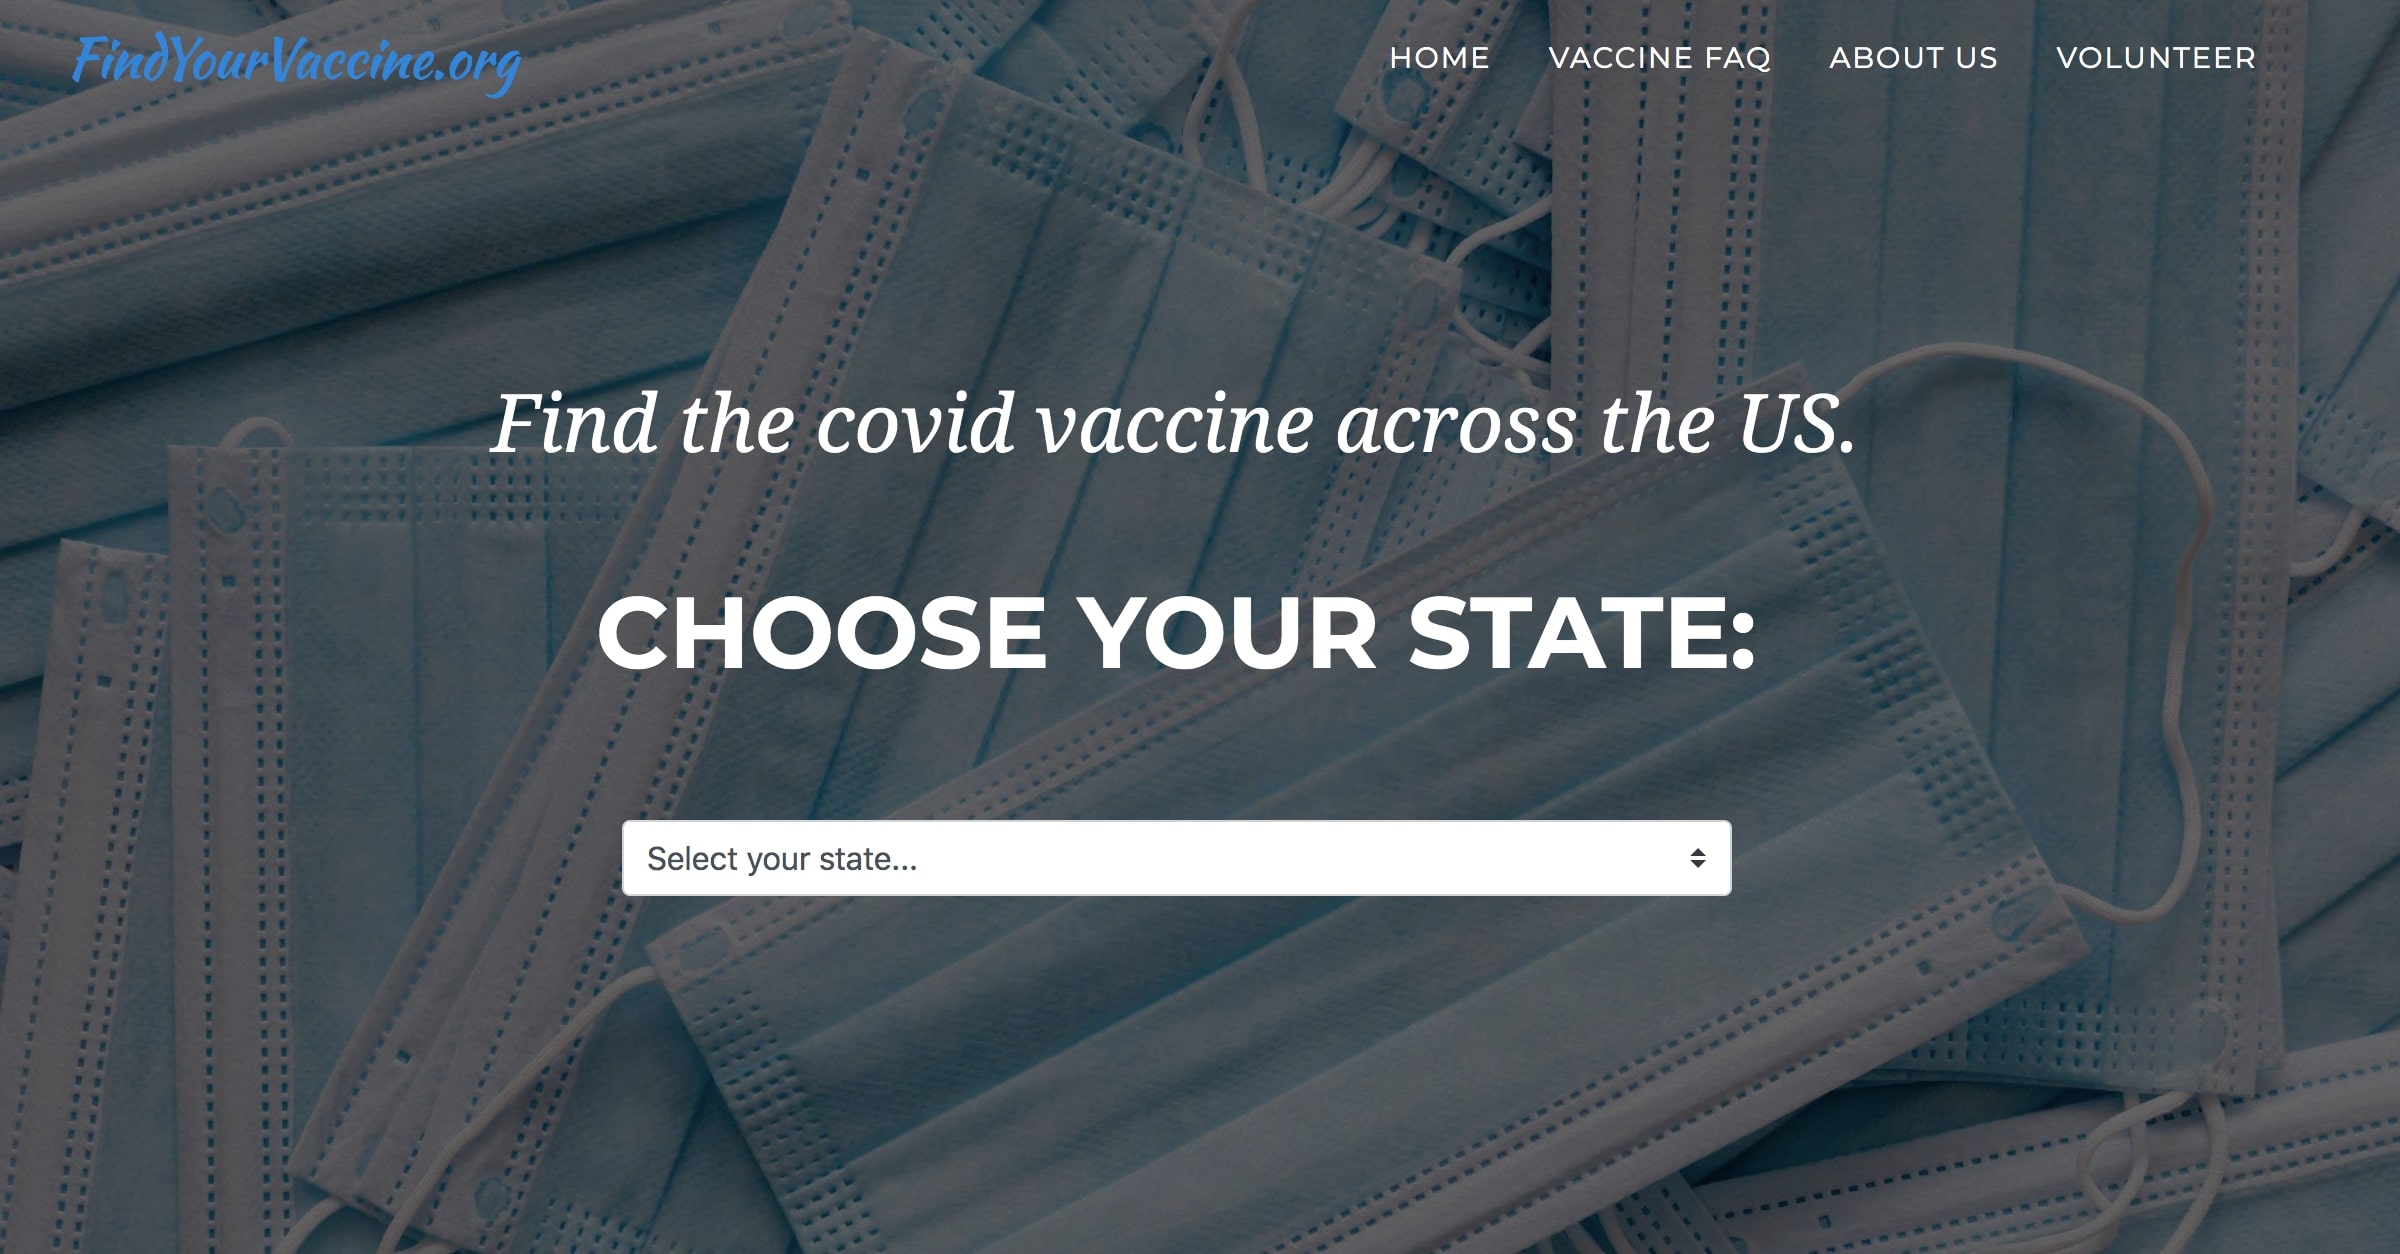 FindYourVaccine.org
HOME VACCINE FAQ ABOUT US VOLUNTEER
Find the covid vaccine across the US.
CHOOSE YOUR STATE:
Select your state...